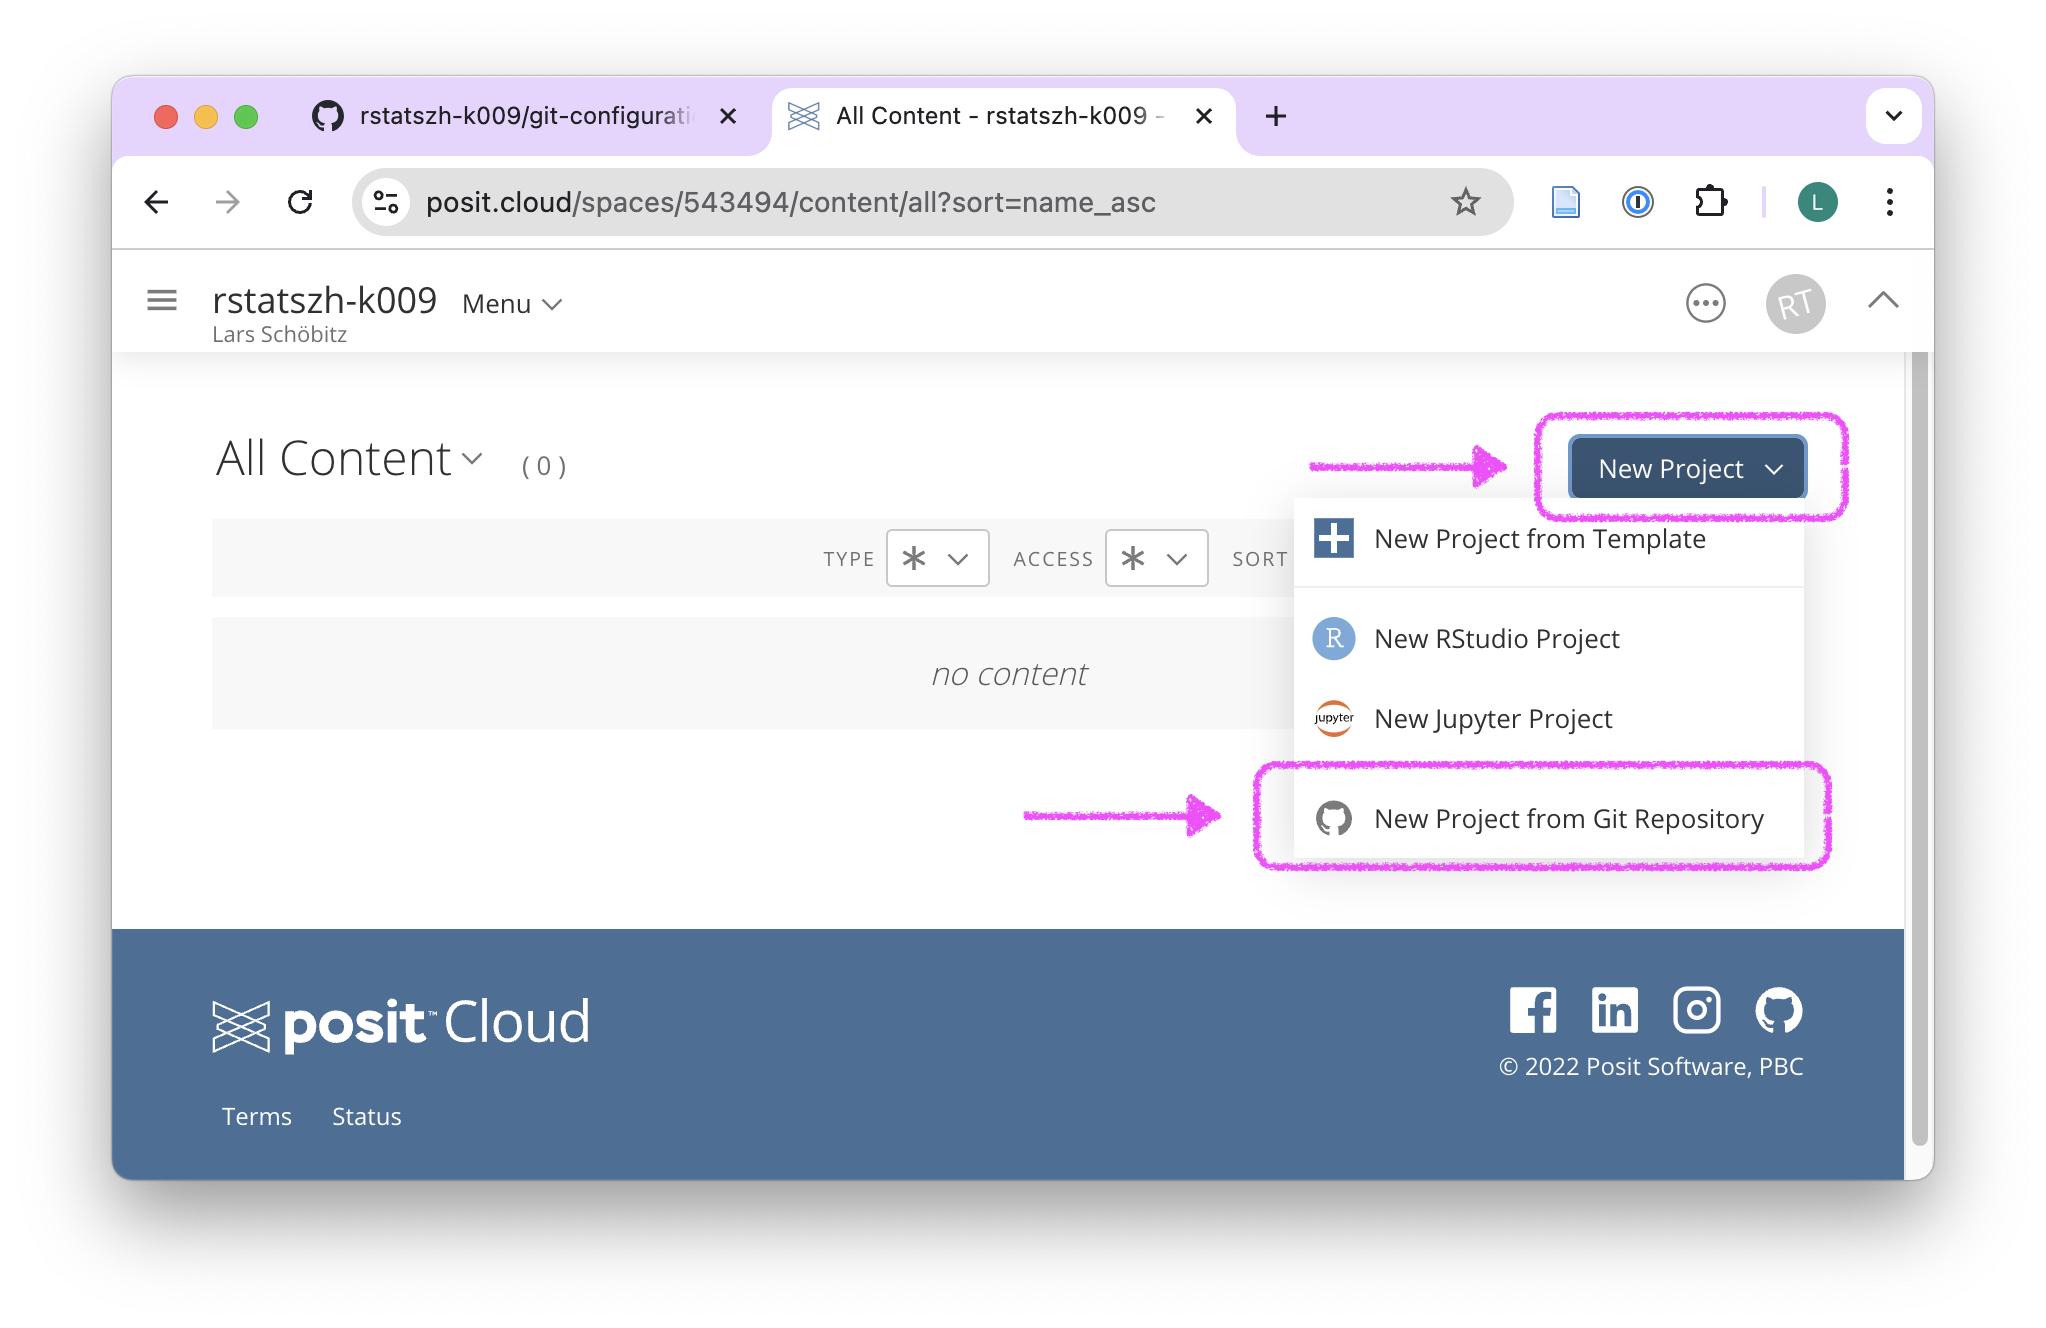 rstatszh-k009/git-configurati
All Content - rstatszh-k009 -
posit.cloud/spaces/543494/content/all?sort=name_asc
L
rstatszh-k009 Menu
Lars Schöbitz
RT
All Content ( 0 )
New Project
New Project from Template
TYPE * ACCESS * SORT
R New RStudio Project
no content
jupyter New Jupyter Project
New Project from Git Repository
posit™ Cloud
© 2022 Posit Software, PBC
Terms Status